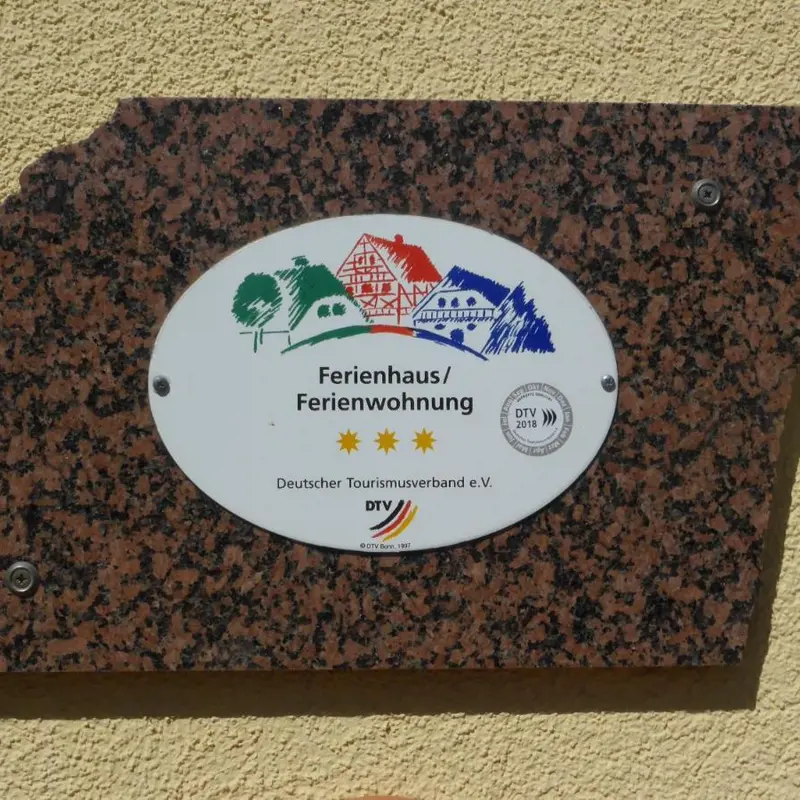 Ferienhaus/
Ferienwohnung
DTV
2018
Deutscher Tourismusverband e.V.
DTV
© DTV Bonn, 1997